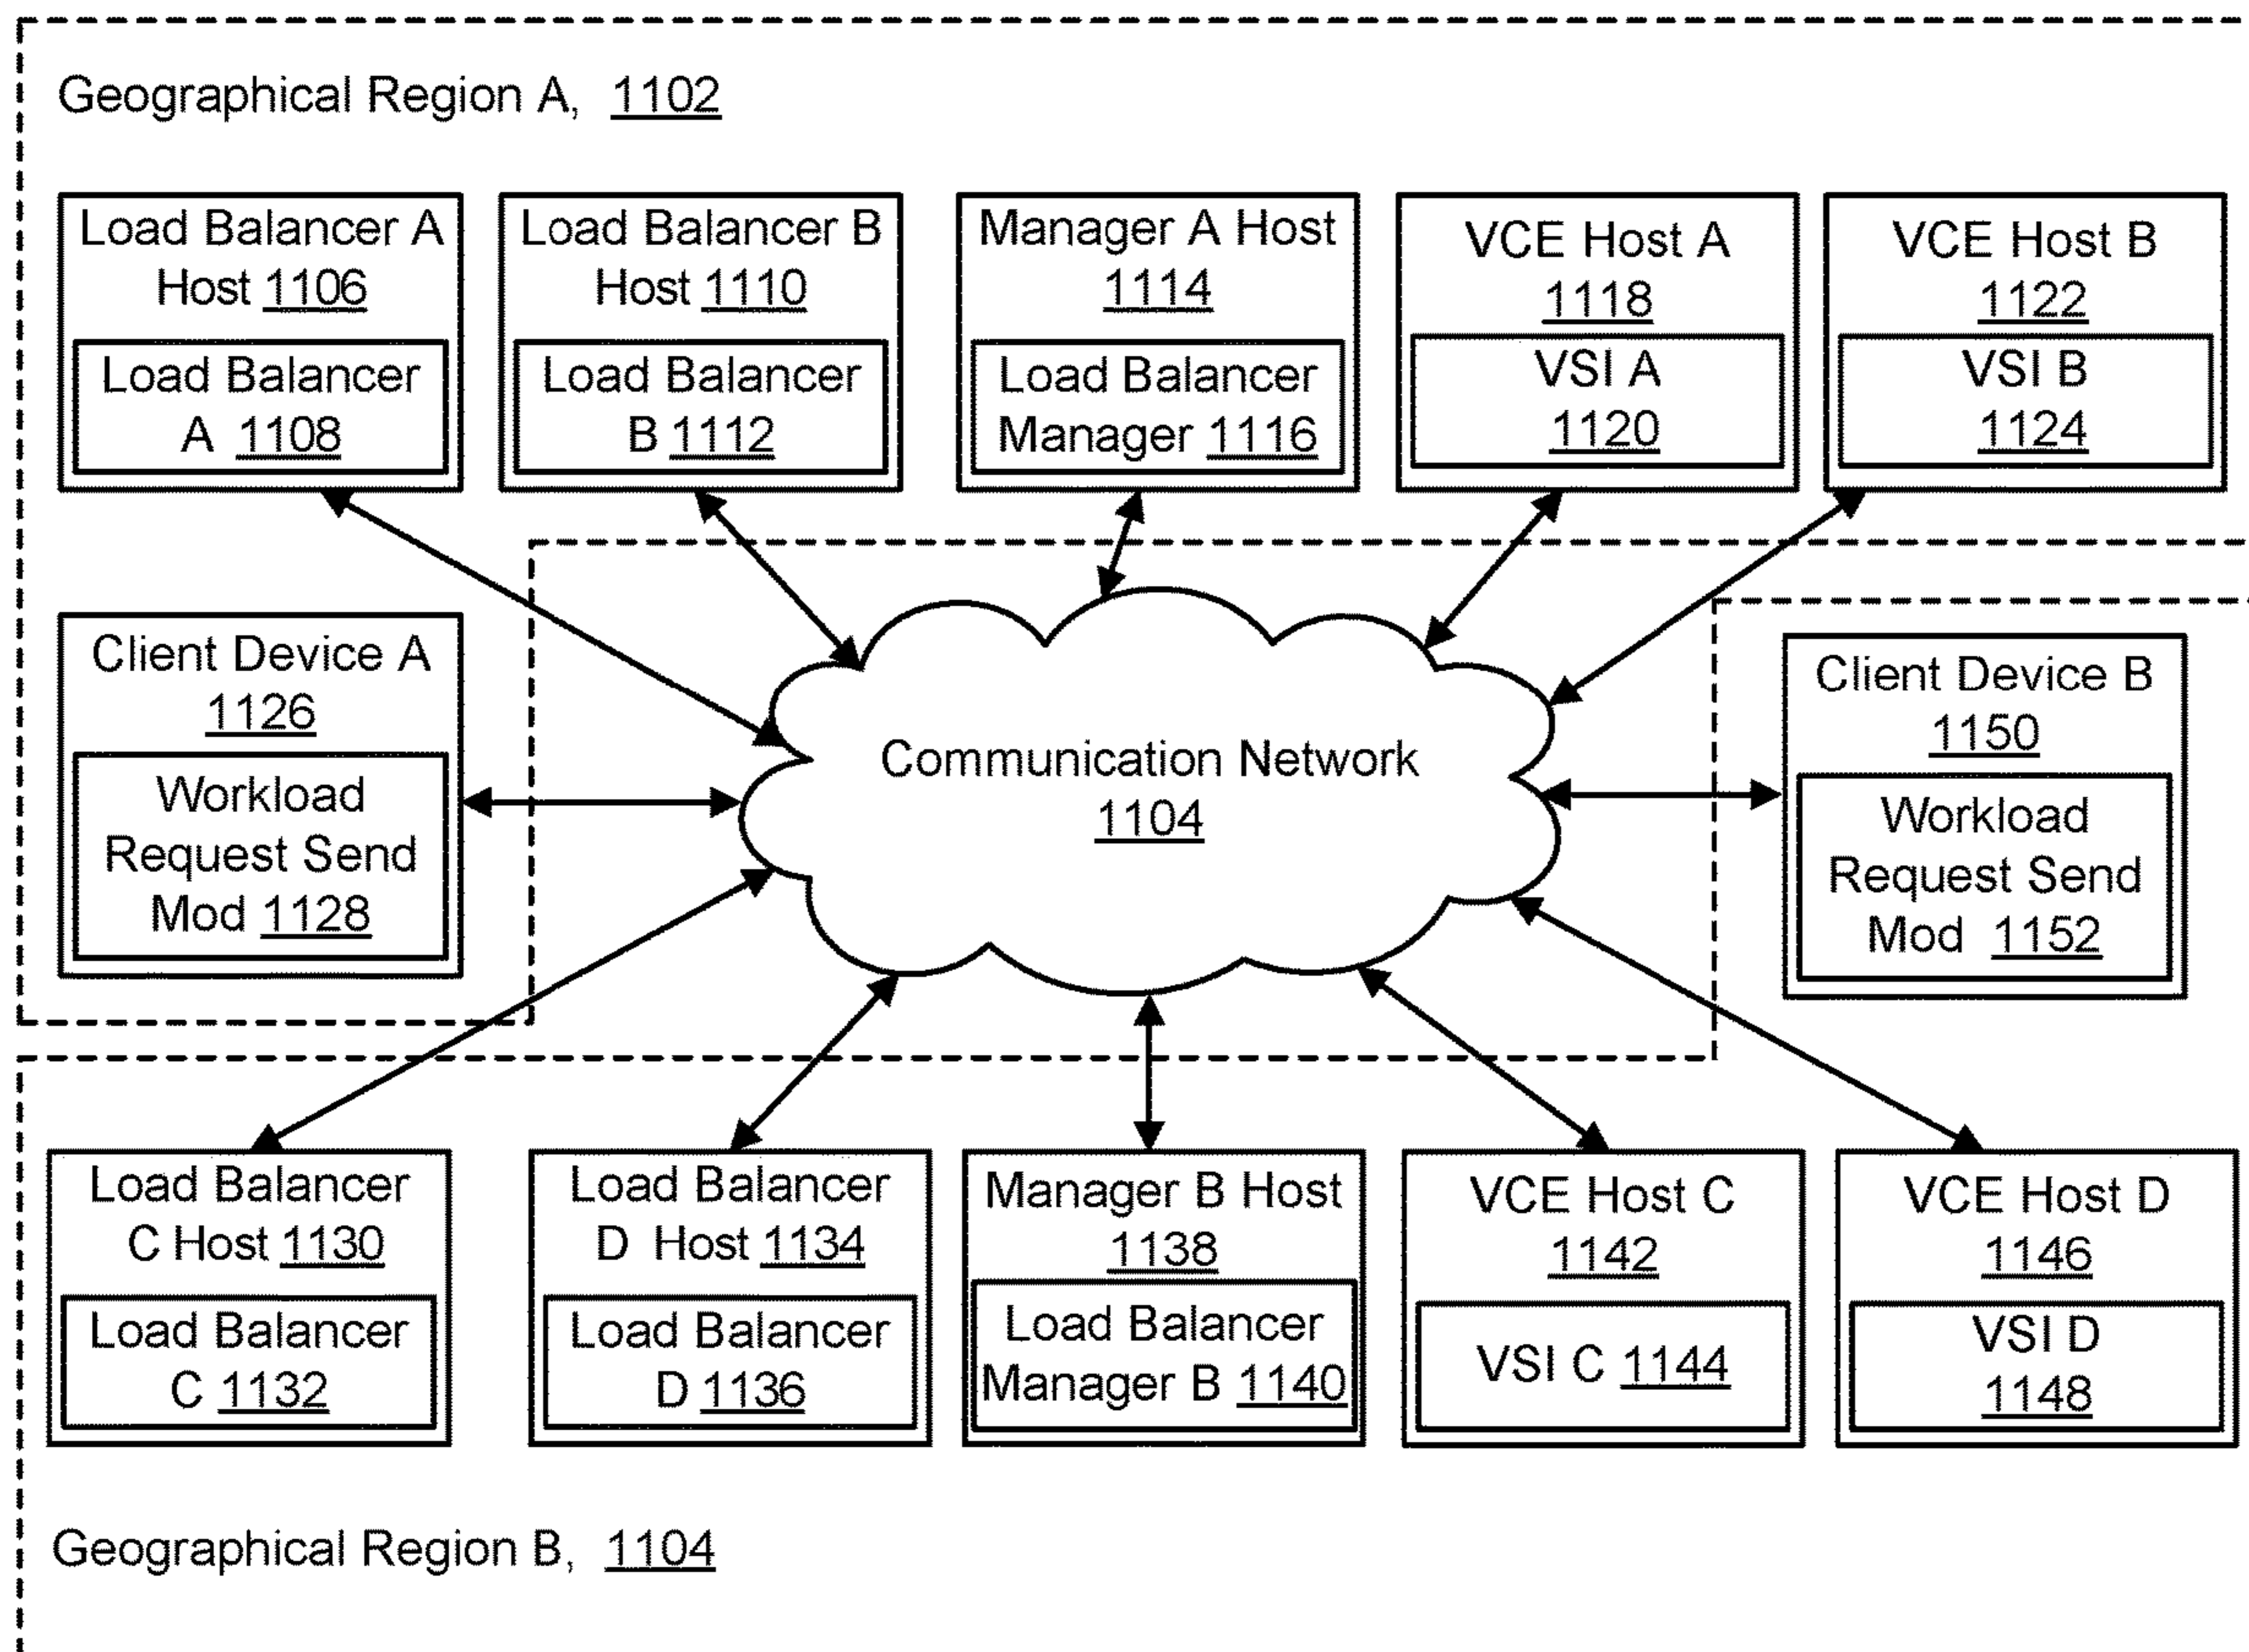 Geographical Region A, 1102
Load Balancer A
Host 1106
Load Balancer
A 1108
Load Balancer B
Host 1110
Load Balancer
B 1112
Manager A Host
1114
Load Balancer
Manager 1116
VCE Host A
1118
VSI A
1120
VCE Host B
1122
VSI B
1124
Client Device A
1126
Workload
Request Send
Mod 1128
Communication Network
1104
Client Device B
1150
Workload
Request Send
Mod 1152
Load Balancer
C Host 1130
Load Balancer
C 1132
Load Balancer
D Host 1134
Load Balancer
D 1136
Manager B Host
1138
Load Balancer
Manager B 1140
VCE Host C
1142
VSI C 1144
VCE Host D
1146
VSI D
1148
Geographical Region B, 1104